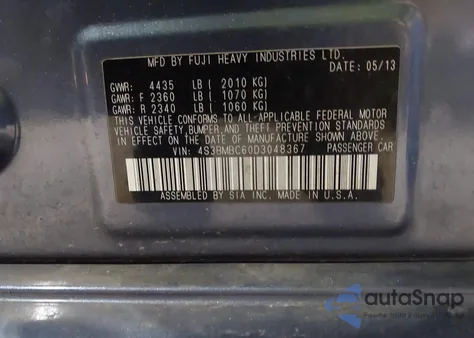 MFD BY FUJI HEAVY INDUSTRIES LTD.
DATE: 05/13
GVWR: 4435 LB ( 2010 KG)
GAWR: F 2360 LB ( 1070 KG)
GAWR: R 2340 LB ( 1060 KG)
THIS VEHICLE CONFORMS TO ALL APPLICABLE FEDERAL MOTOR
VEHICLE SAFETY, BUMPER, AND THEFT PREVENTION STANDARDS
IN EFFECT ON THE DATE OF MANUFACTURE SHOWN ABOVE.
VIN: 4S3BMBC60D3048367 PASSENGER CAR
ASSEMBLED BY SIA INC. MADE IN U.S.A.
autaSnap